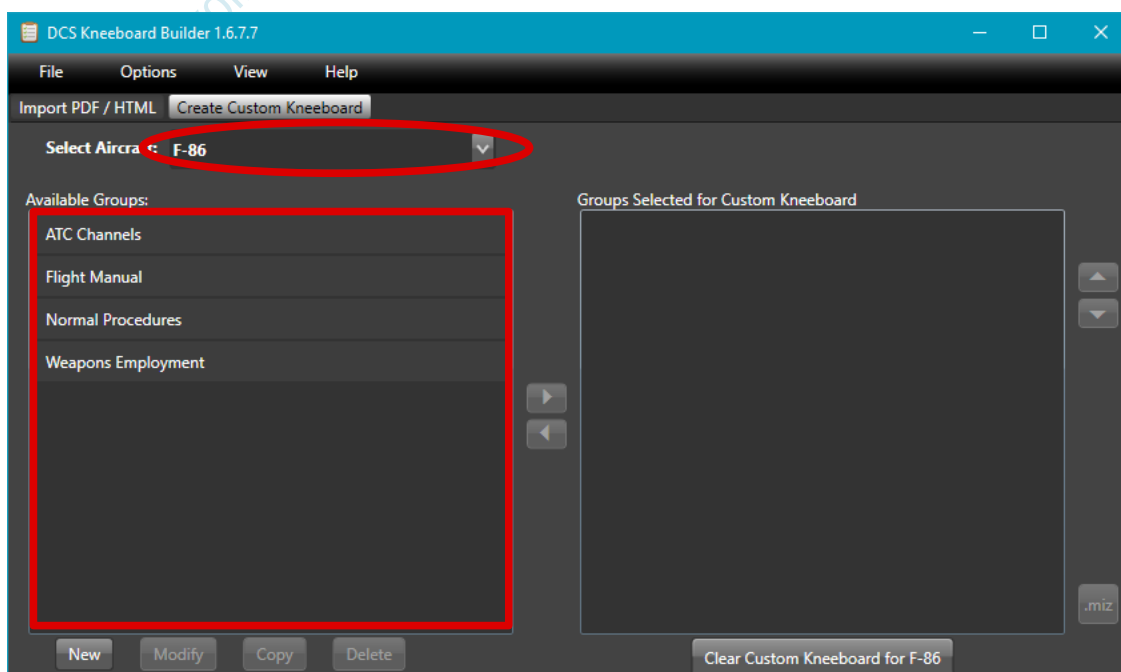 DCS Kneeboard Builder 1.6.7.7
File Options View Help
Import PDF / HTML Create Custom Kneeboard
Select Aircraft: F-86
Available Groups: Groups Selected for Custom Kneeboard
ATC Channels
Flight Manual
Normal Procedures
Weapons Employment
.miz
New Modify Copy Delete Clear Custom Kneeboard for F-86